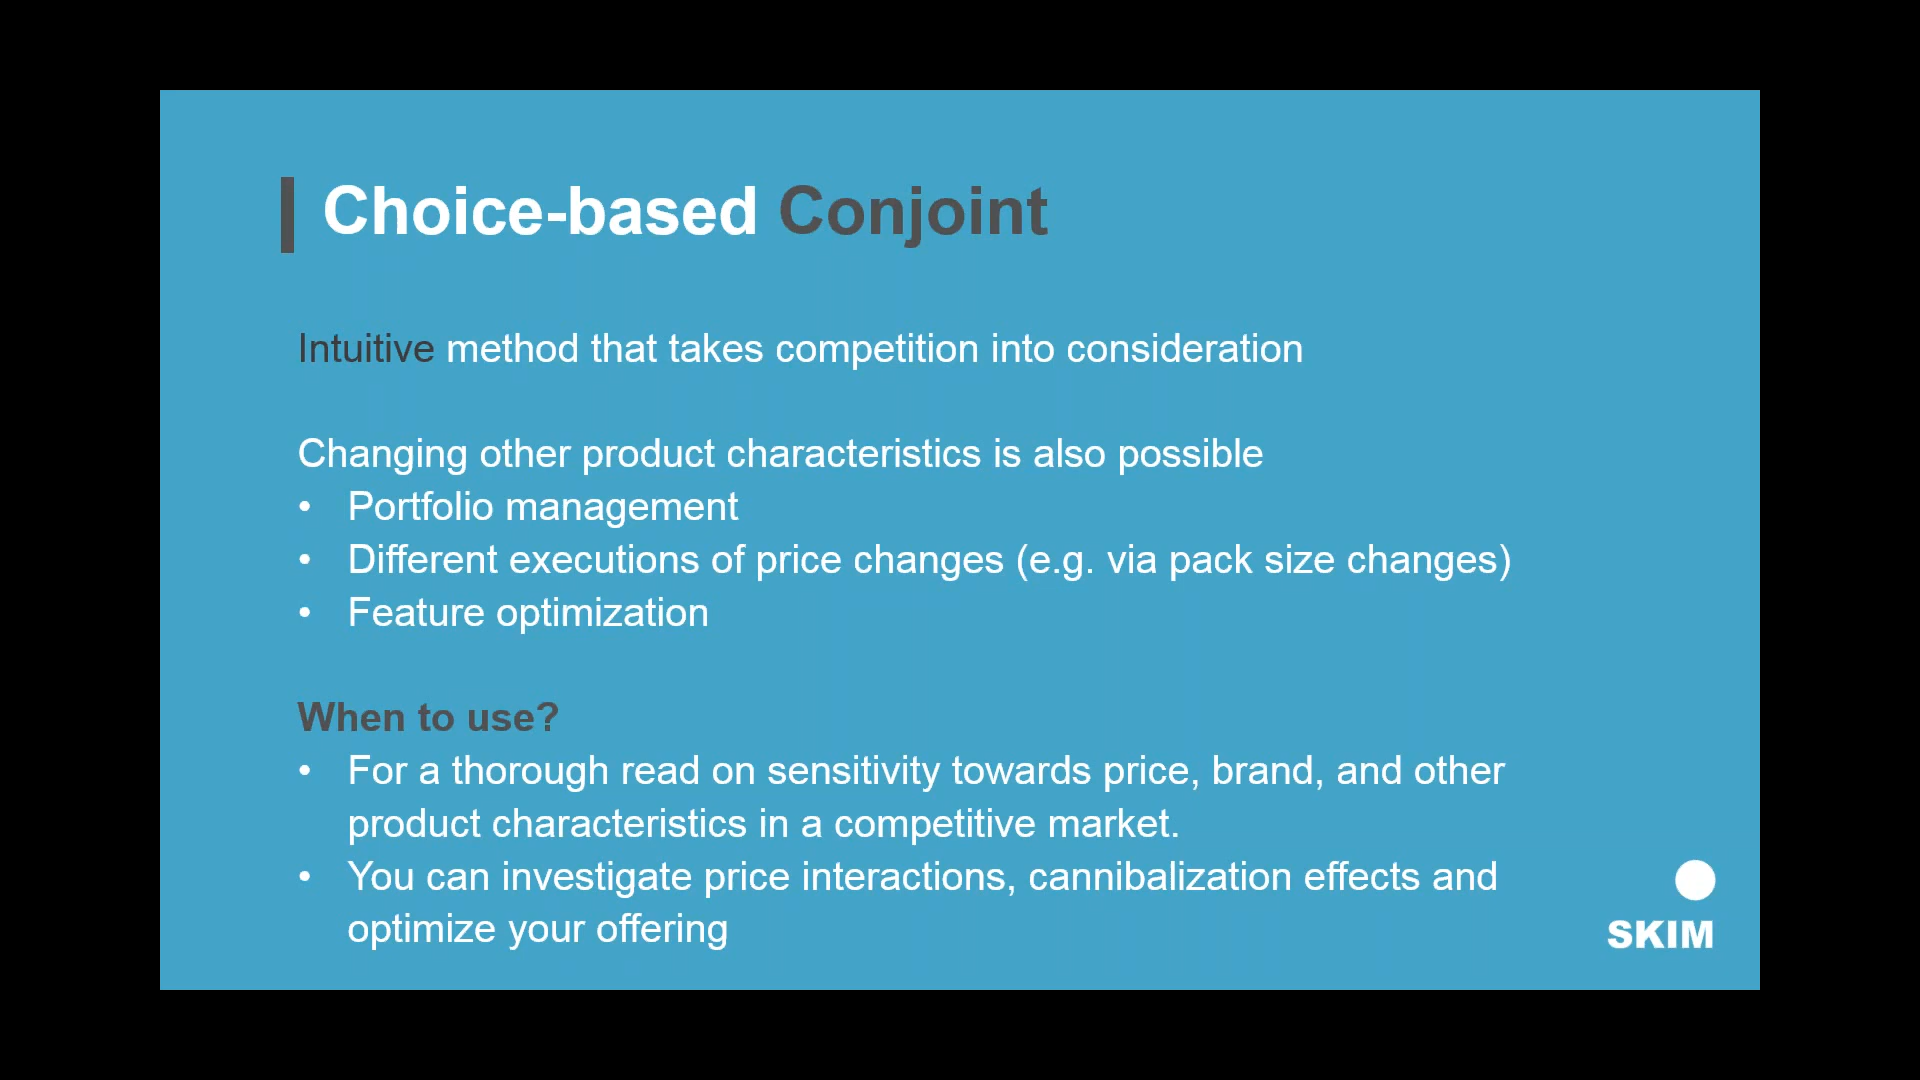 Choice-based Conjoint
Intuitive method that takes competition into consideration
Changing other product characteristics is also possible
• Portfolio management
• Different executions of price changes (e.g. via pack size changes)
• Feature optimization
When to use?
• For a thorough read on sensitivity towards price, brand, and other
product characteristics in a competitive market.
• You can investigate price interactions, cannibalization effects and
optimize your offering
SKIM